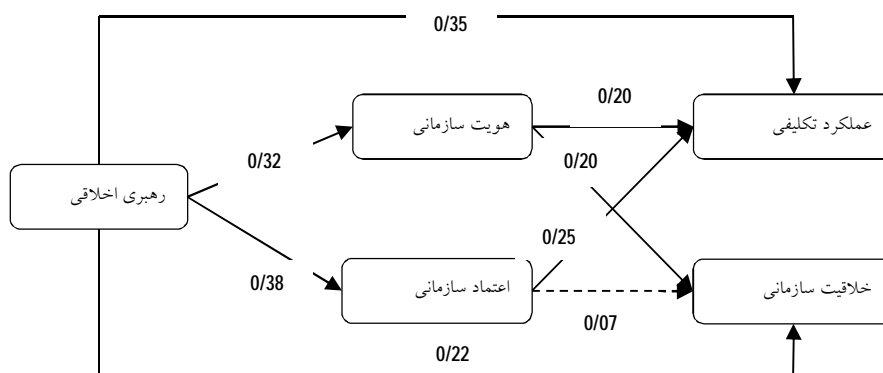 0/35
0/20
هویت سازمانی
عملکرد تکلیفی
0/32
0/20
رهبری اخلاقی
0/25
0/38
اعتماد سازمانی
خلاقیت سازمانی
0/07
0/22